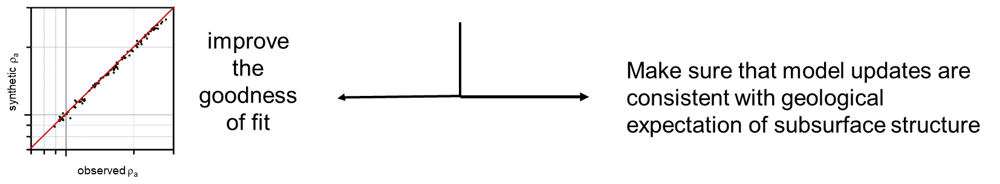 synthetic ρa
observed ρa
improve
the
goodness
of fit
Make sure that model updates are
consistent with geological
expectation of subsurface structure